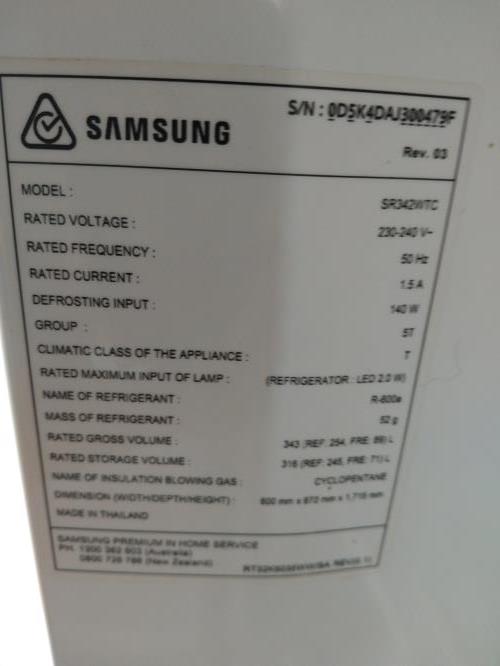 SAMSUNG
S/N : 0D5K4DAJ300479F
Rev. 03
MODEL : SR342WTC
RATED VOLTAGE : 230-240 V~
RATED FREQUENCY : 50 Hz
RATED CURRENT : 1.5 A
DEFROSTING INPUT : 140 W
GROUP : ST
CLIMATIC CLASS OF THE APPLIANCE : T
RATED MAXIMUM INPUT OF LAMP : (REFRIGERATOR : LED 2.0 W)
NAME OF REFRIGERANT : R-600a
MASS OF REFRIGERANT : 52 g
RATED GROSS VOLUME : 343 (REF: 254, FRE: 89) L
RATED STORAGE VOLUME : 316 (REF: 245, FRE: 71) L
NAME OF INSULATION BLOWING GAS : CYCLOPENTANE
DIMENSION (WIDTH/DEPTH/HEIGHT) : 600 mm x 672 mm x 1,715 mm
MADE IN THAILAND
SAMSUNG PREMIUM IN HOME SERVICE
PH. 1300 362 603 (Australia)
0800 726 786 (New Zealand)